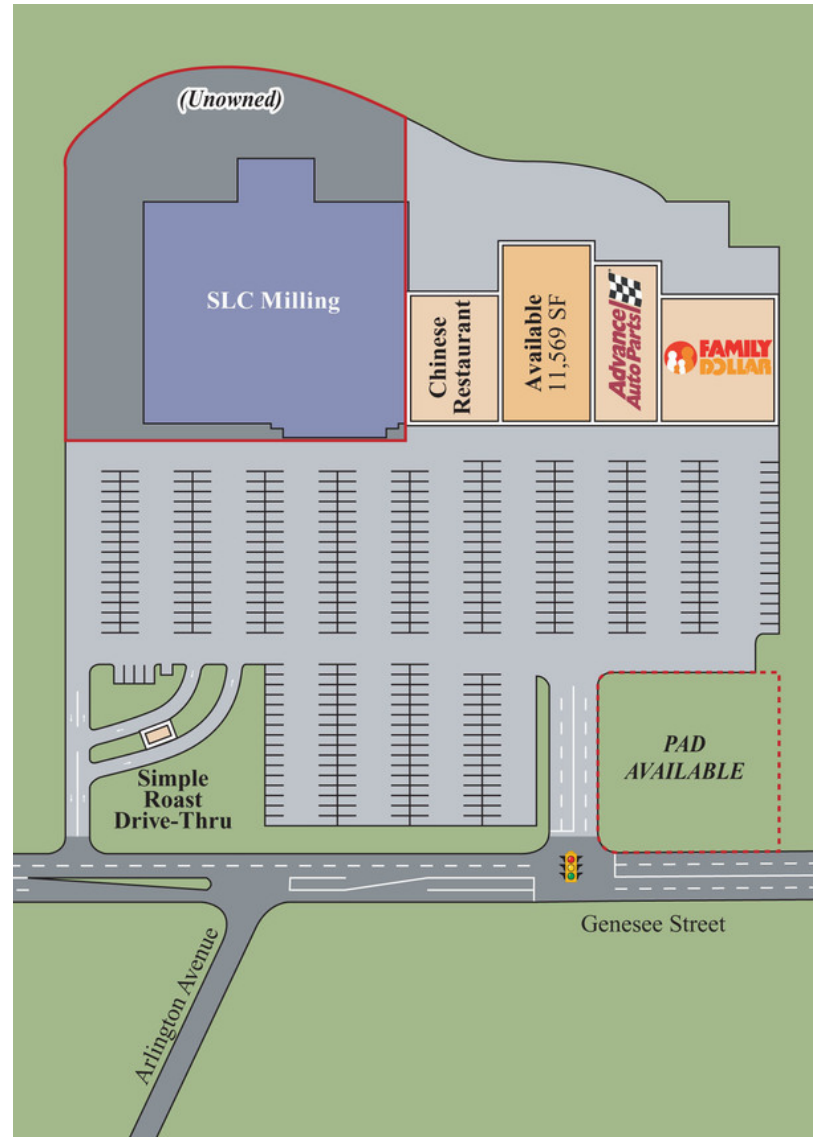 (Unowned)
SLC Milling
Chinese
Restaurant
Available
11,569 SF
Advance
Auto Parts
FAMILY
DOLLAR
Simple
Roast
Drive-Thru
PAD
AVAILABLE
Genesee Street
Arlington Avenue